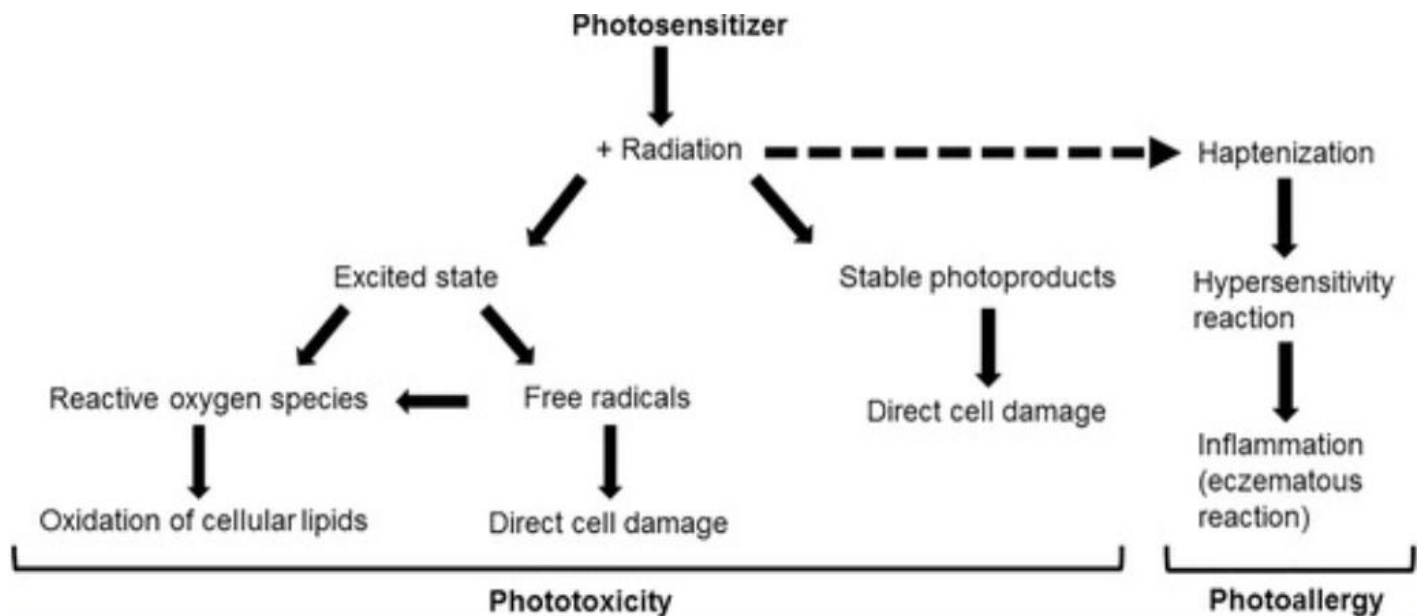 Photosensitizer
+ Radiation
Haptenization
Excited state
Stable photoproducts
Hypersensitivity
reaction
Reactive oxygen species
Free radicals
Direct cell damage
Inflammation
(eczematous
reaction)
Oxidation of cellular lipids
Direct cell damage
Phototoxicity
Photoallergy